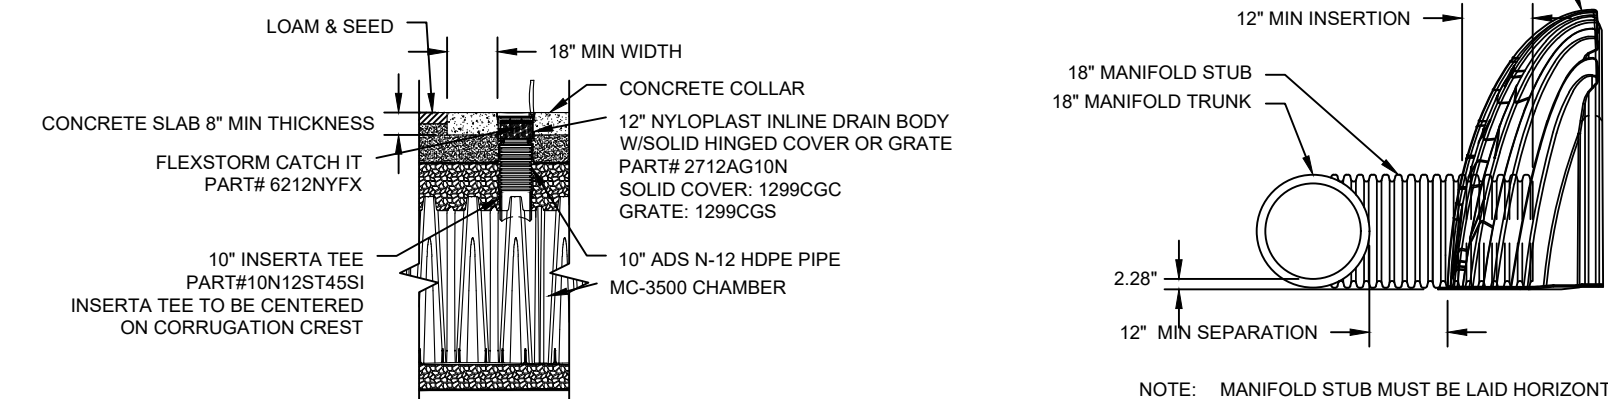 LOAM & SEED
18" MIN WIDTH
CONCRETE COLLAR
CONCRETE SLAB 8" MIN THICKNESS
12" NYLOPLAST INLINE DRAIN BODY
W/SOLID HINGED COVER OR GRATE
PART# 2712AG10N
SOLID COVER: 1299CGC
GRATE: 1299CGS
FLEXSTORM CATCH IT
PART# 6212NYFX
10" INSERTA TEE
PART#10N12ST45SI
INSERTA TEE TO BE CENTERED
ON CORRUGATION CREST
10" ADS N-12 HDPE PIPE
MC-3500 CHAMBER
12" MIN INSERTION
18" MANIFOLD STUB
18" MANIFOLD TRUNK
2.28"
12" MIN SEPARATION
NOTE: MANIFOLD STUB MUST BE LAID